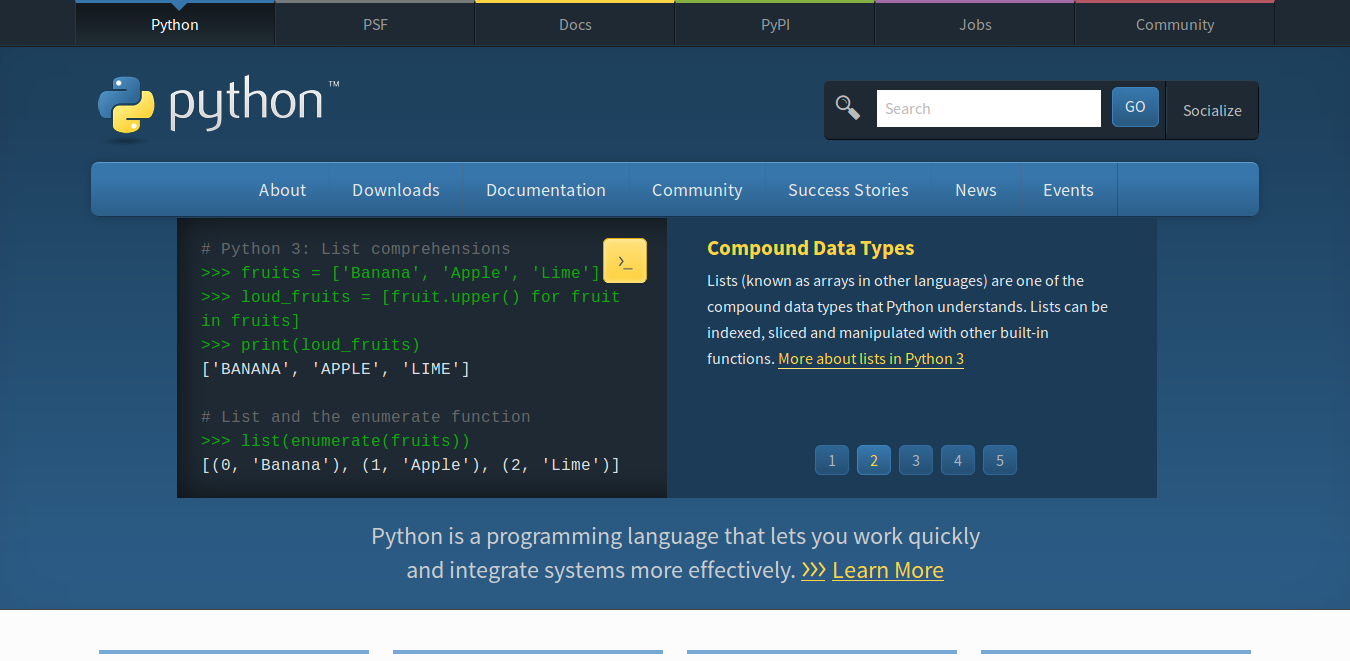 Python PSF Docs PyPI Jobs Community
python™
Search GO Socialize
About Downloads Documentation Community Success Stories News Events
# Python 3: List comprehensions
>>> fruits = ['Banana', 'Apple', 'Lime']
>>> loud_fruits = [fruit.upper() for fruit
in fruits]
>>> print(loud_fruits)
['BANANA', 'APPLE', 'LIME']
# List and the enumerate function
>>> list(enumerate(fruits))
[(0, 'Banana'), (1, 'Apple'), (2, 'Lime')]
>_
Compound Data Types
Lists (known as arrays in other languages) are one of the
compound data types that Python understands. Lists can be
indexed, sliced and manipulated with other built-in
functions. More about lists in Python 3
1 2 3 4 5
Python is a programming language that lets you work quickly
and integrate systems more effectively. >>> Learn More